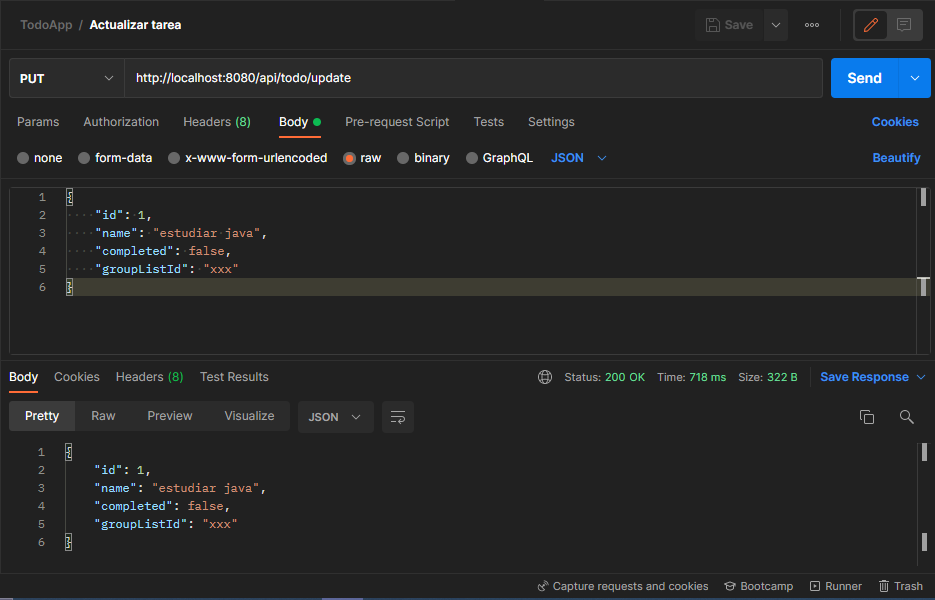 TodoApp / Actualizar tarea
Save
PUT
http://localhost:8080/api/todo/update
Send
Params Authorization Headers (8) Body Pre-request Script Tests Settings Cookies
none form-data x-www-form-urlencoded raw binary GraphQL JSON Beautify
1 {
2 "id": 1,
3 "name": "estudiar java",
4 "completed": false,
5 "groupListId": "xxx"
6 }
Body Cookies Headers (8) Test Results Status: 200 OK Time: 718 ms Size: 322 B Save Response
Pretty Raw Preview Visualize JSON
1 {
2 "id": 1,
3 "name": "estudiar java",
4 "completed": false,
5 "groupListId": "xxx"
6 }
Capture requests and cookies Bootcamp Runner Trash